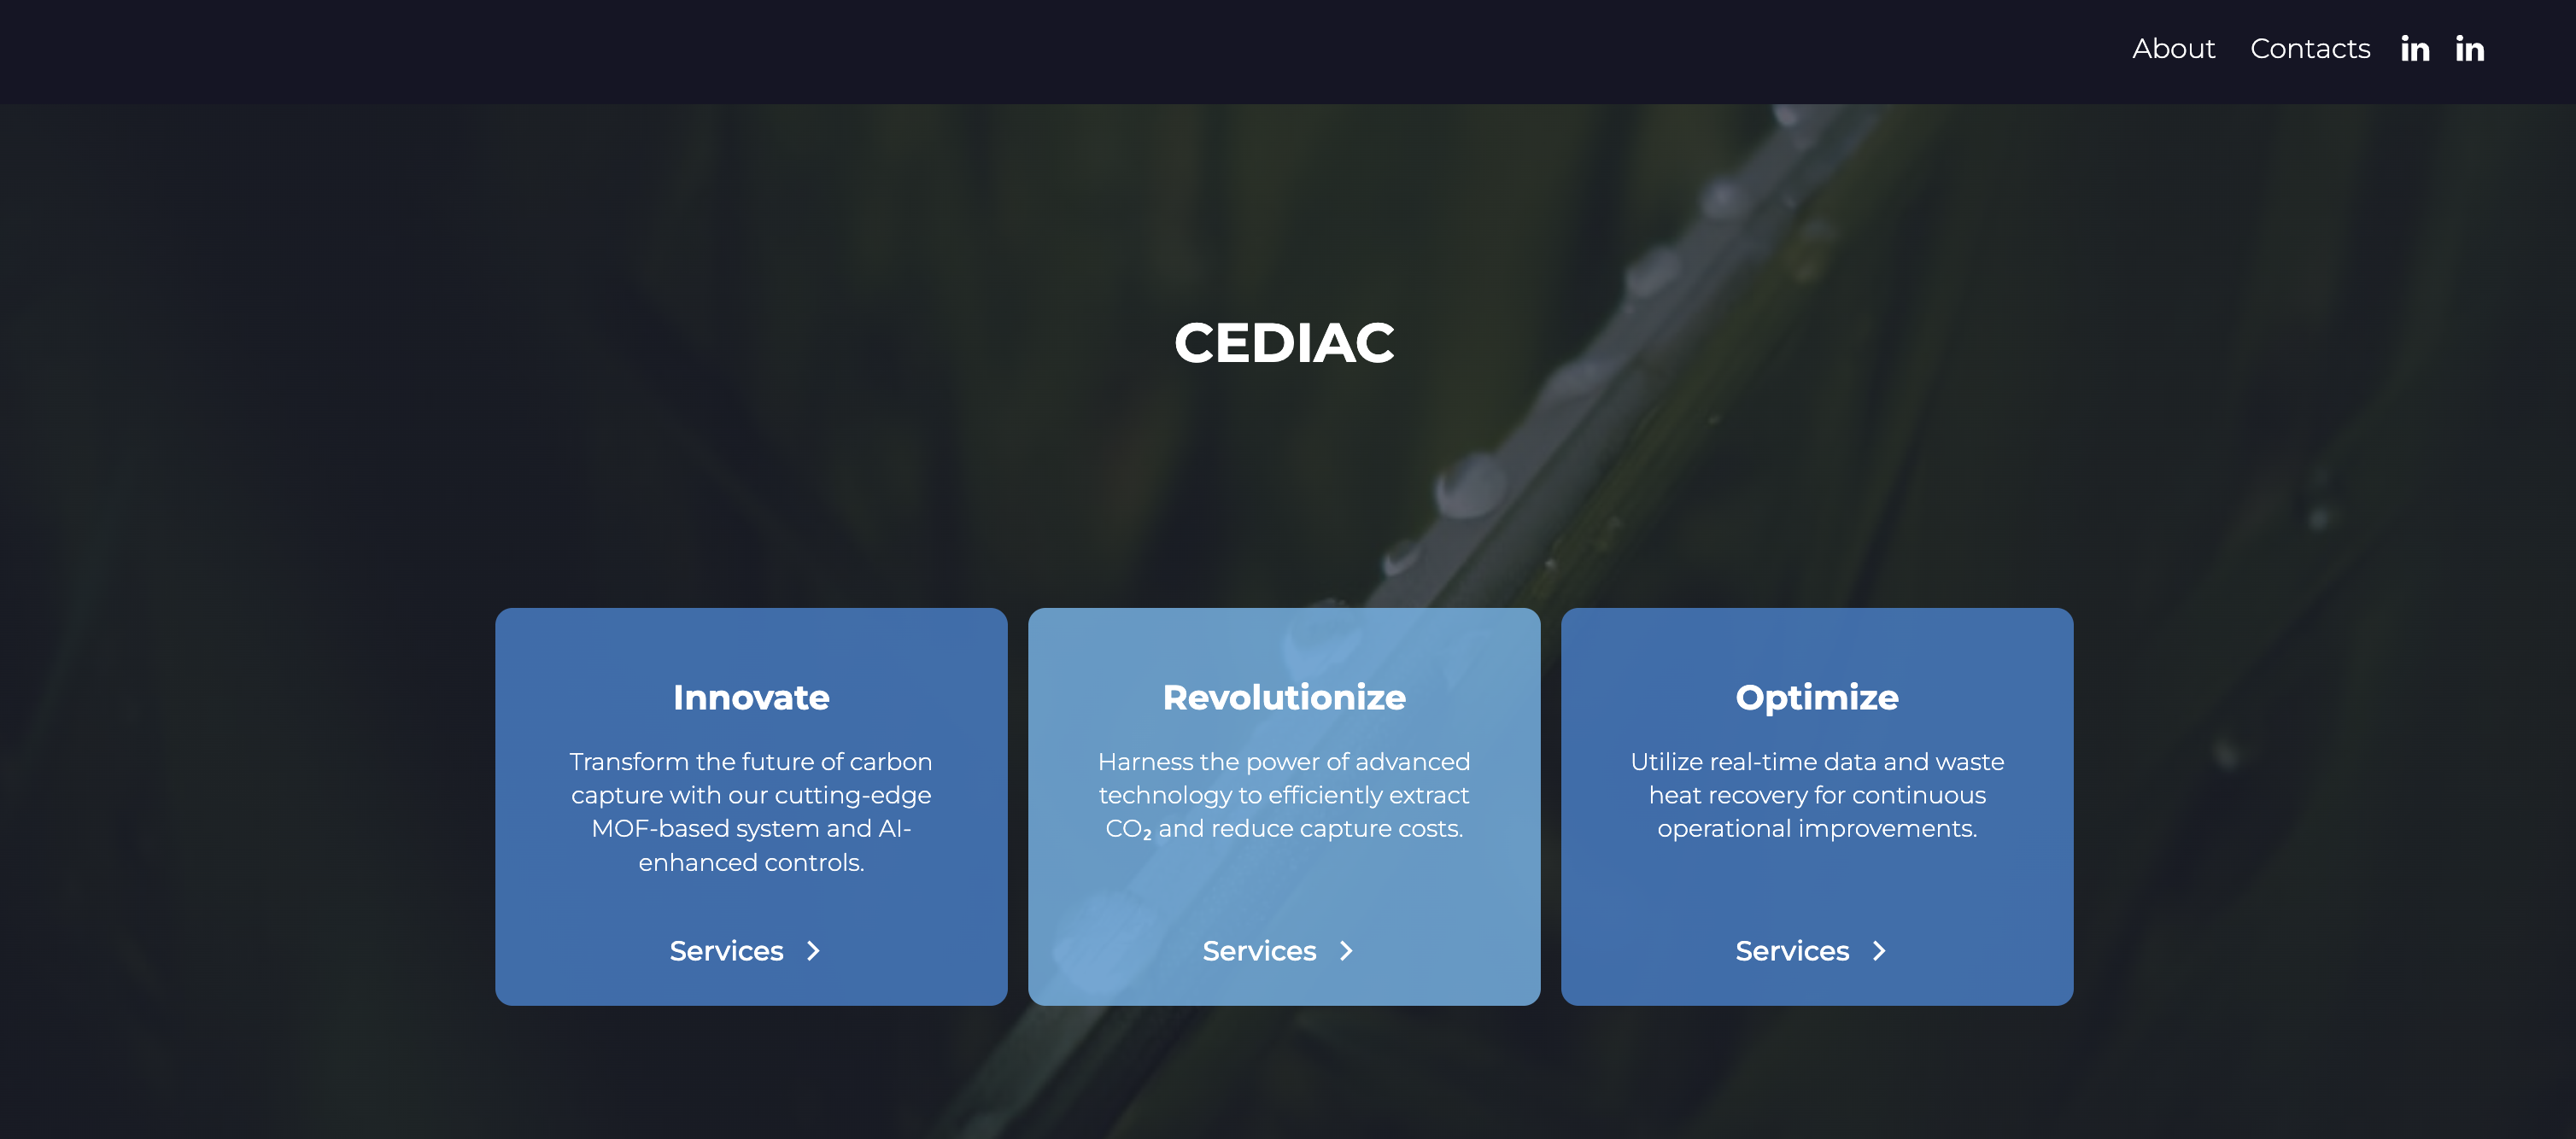 About Contacts in in
CEDIAC
Innovate
Transform the future of carbon
capture with our cutting-edge
MOF-based system and AI-
enhanced controls.
Services
Revolutionize
Harness the power of advanced
technology to efficiently extract
CO₂ and reduce capture costs.
Services
Optimize
Utilize real-time data and waste
heat recovery for continuous
operational improvements.
Services